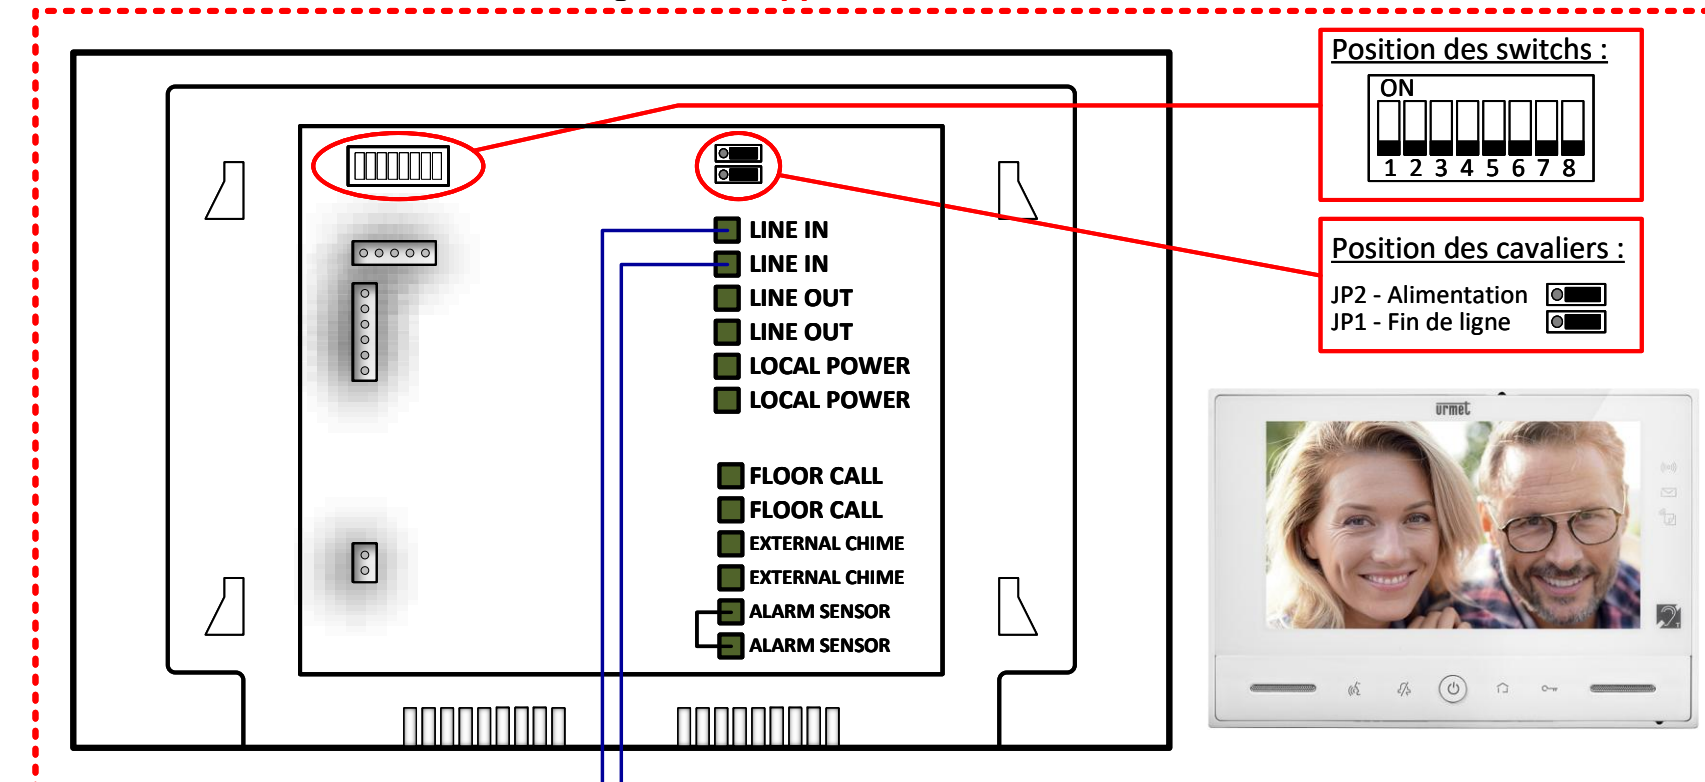 Position des switchs :
ON
1 2 3 4 5 6 7 8
LINE IN
LINE IN
LINE OUT
LINE OUT
LOCAL POWER
LOCAL POWER
Position des cavaliers :
JP2 - Alimentation
JP1 - Fin de ligne
FLOOR CALL
FLOOR CALL
EXTERNAL CHIME
EXTERNAL CHIME
ALARM SENSOR
ALARM SENSOR
urmet
T